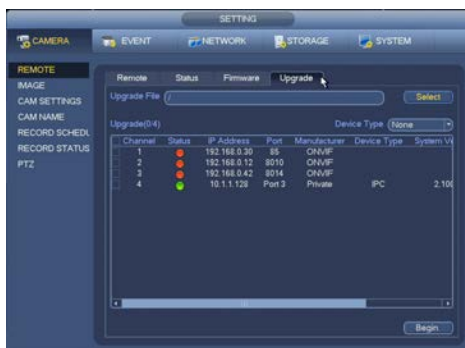 SETTING
CAMERA EVENT NETWORK STORAGE SYSTEM
REMOTE
IMAGE
CAM SETTINGS
CAM NAME
RECORD SCHEDL
RECORD STATUS
PTZ
Remote Status Firmware Upgrade
Upgrade File / Select
Upgrade(0/4) Device Type None
Channel Status IP Address Port Manufacturer Device Type System Ve
1 192.168.0.30 85 ONVIF
2 192.168.0.12 8010 ONVIF
3 192.168.0.42 8014 ONVIF
4 10.1.1.128 Port 3 Private IPC 2.100
Begin